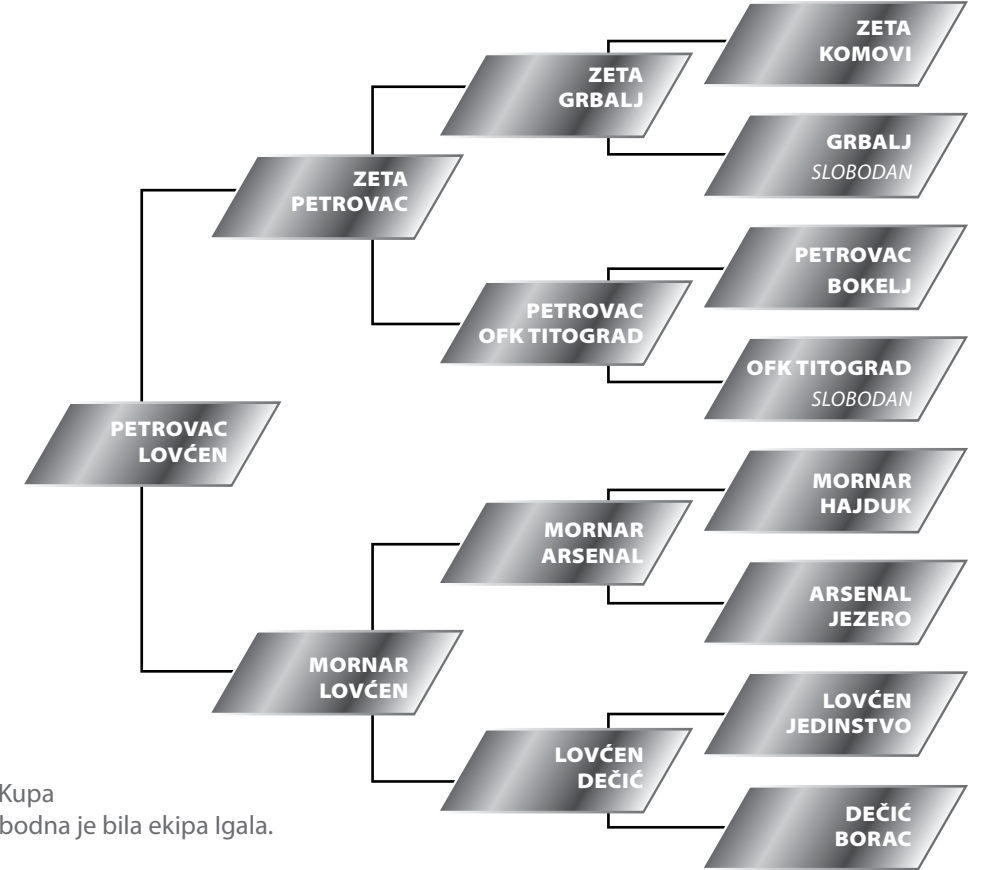 ZETA
KOMOVI
ZETA
GRBALJ
GRBALJ
SLOBODAN
ZETA
PETROVAC
PETROVAC
BOKELJ
PETROVAC
OFK TITOGRAD
OFK TITOGRAD
SLOBODAN
PETROVAC
LOVĆEN
MORNAR
HAJDUK
MORNAR
ARSENAL
ARSENAL
JEZERO
MORNAR
LOVĆEN
LOVĆEN
JEDINSTVO
LOVĆEN
DEČIĆ
DEČIĆ
BORAC
Kupa
bodna je bila ekipa Igala.